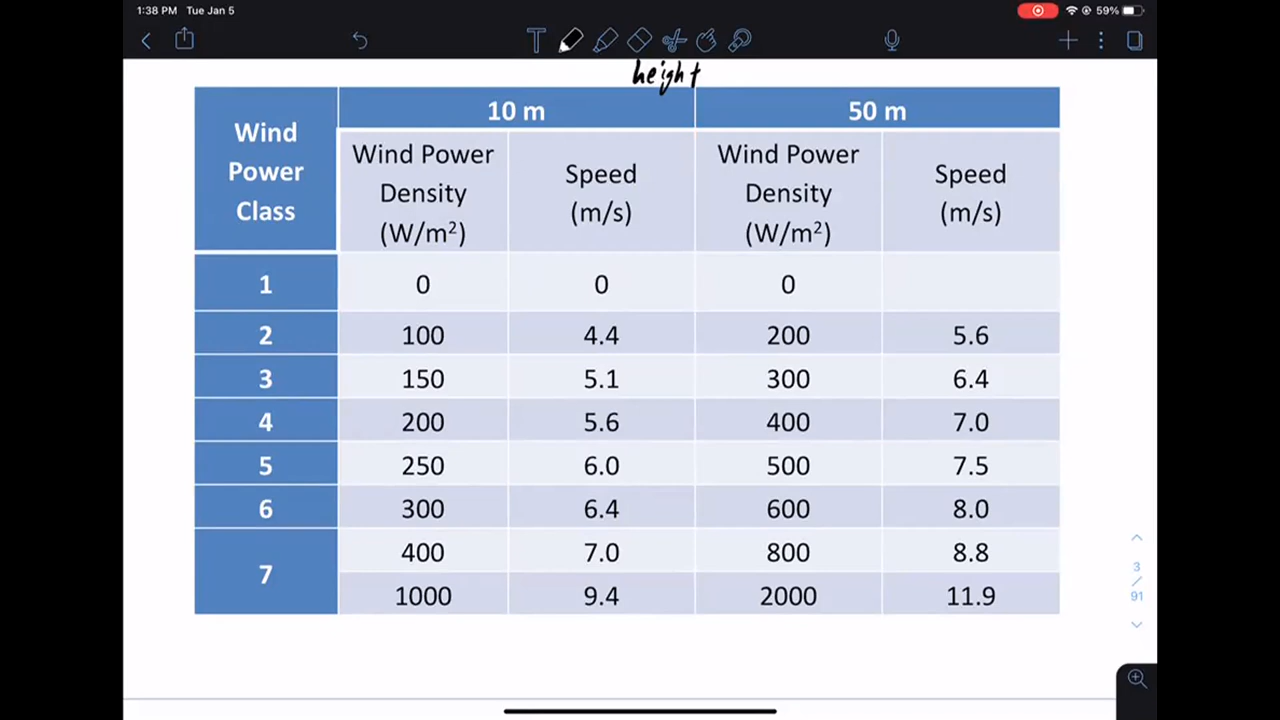 1:38 PM Tue Jan 5
59%
height
10 m 50 m
Wind Power Class
Wind Power Density (W/m²) Speed (m/s) Wind Power Density (W/m²) Speed (m/s)
1 0 0 0
2 100 4.4 200 5.6
3 150 5.1 300 6.4
4 200 5.6 400 7.0
5 250 6.0 500 7.5
6 300 6.4 600 8.0
7 400 7.0 800 8.8
1000 9.4 2000 11.9
3
/
91